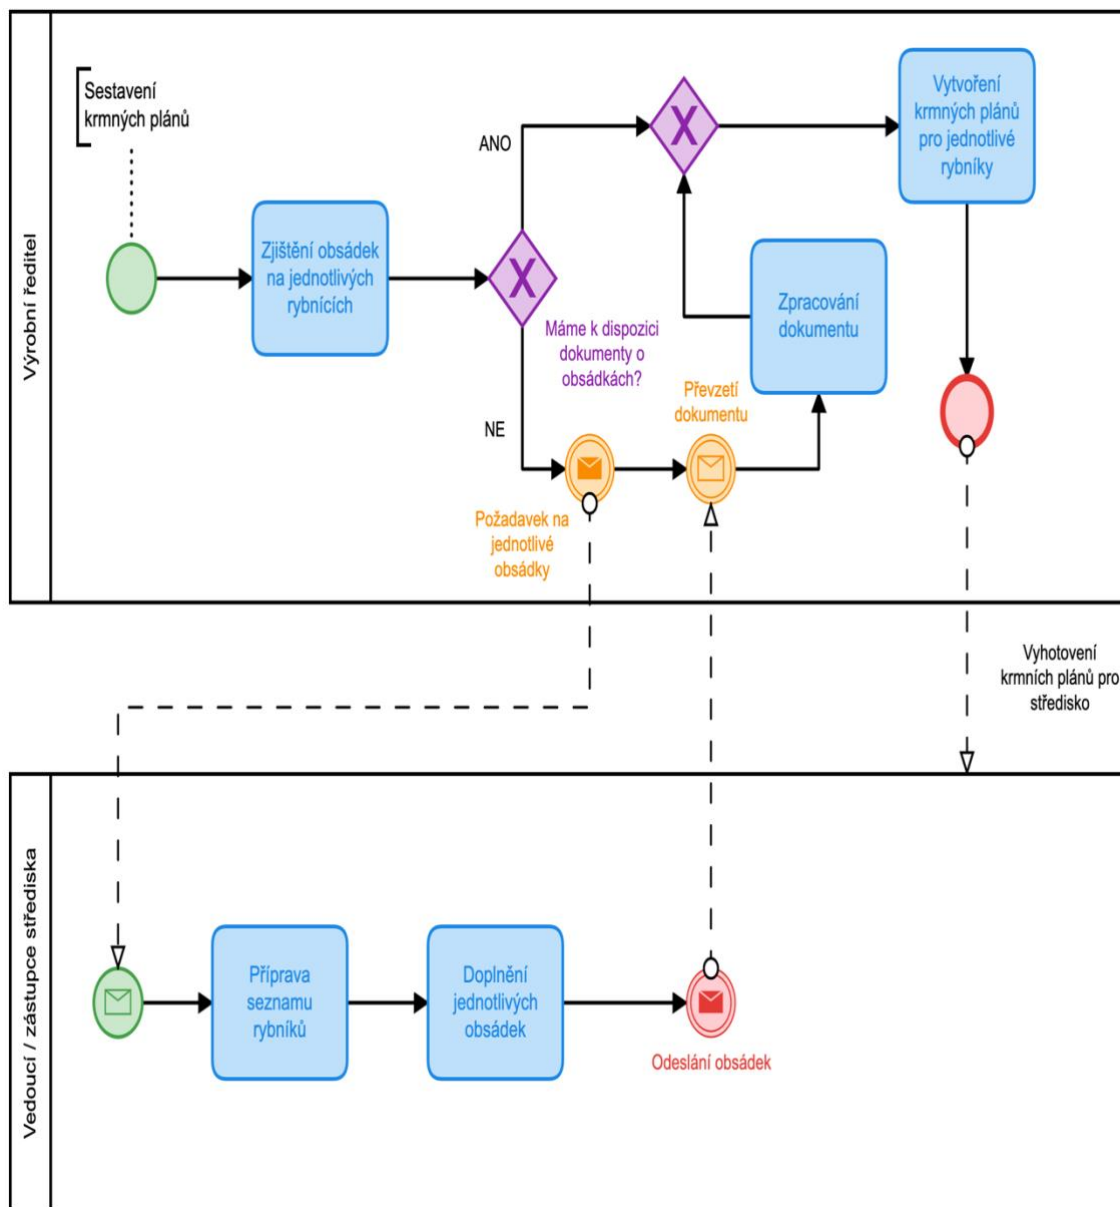 Výrobní ředitel
Sestavení
krmných plánů
Zjištění obsádek
na jednotlivých
rybnících
ANO
NE
Máme k dispozici
dokumenty o
obsádkách?
Požadavek na
jednotlivé
obsádky
Převzetí
dokumentu
Zpracování
dokumentu
Vytvoření
krmných plánů
pro jednotlivé
rybníky
Vyhotovení
krmních plánů pro
středisko
Vedoucí / zástupce střediska
Příprava
seznamu
rybníků
Doplnění
jednotlivých
obsádek
Odeslání obsádek